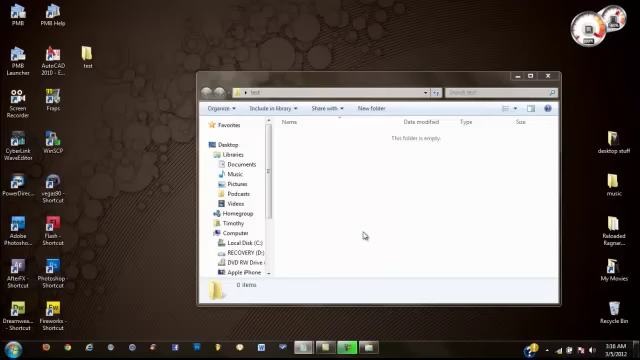 PMB
PMB Help
PMB Launcher
AutoCAD 2010 - E...
test
Screen Recorder
Fraps
CyberLink WaveEditor
WinSCP
PowerDirec...
vegas90 - Shortcut
Adobe Photoshop...
Flash - Shortcut
AfterFX - Shortcut
Photoshop - Shortcut
Dreamwea... - Shortcut
Fireworks - Shortcut
test
Search test
Organize
Include in library
Share with
New folder
Favorites
Desktop
Libraries
Documents
Music
Pictures
Podcasts
Videos
Homegroup
Timothy
Computer
Local Disk (C:)
RECOVERY (D:)
DVD RW Drive
Apple iPhone
Name
Date modified
Type
Size
This folder is empty.
0 items
desktop stuff
music
Reloaded Ragnar...
My Movies
Recycle Bin
3:18 AM
3/5/2012